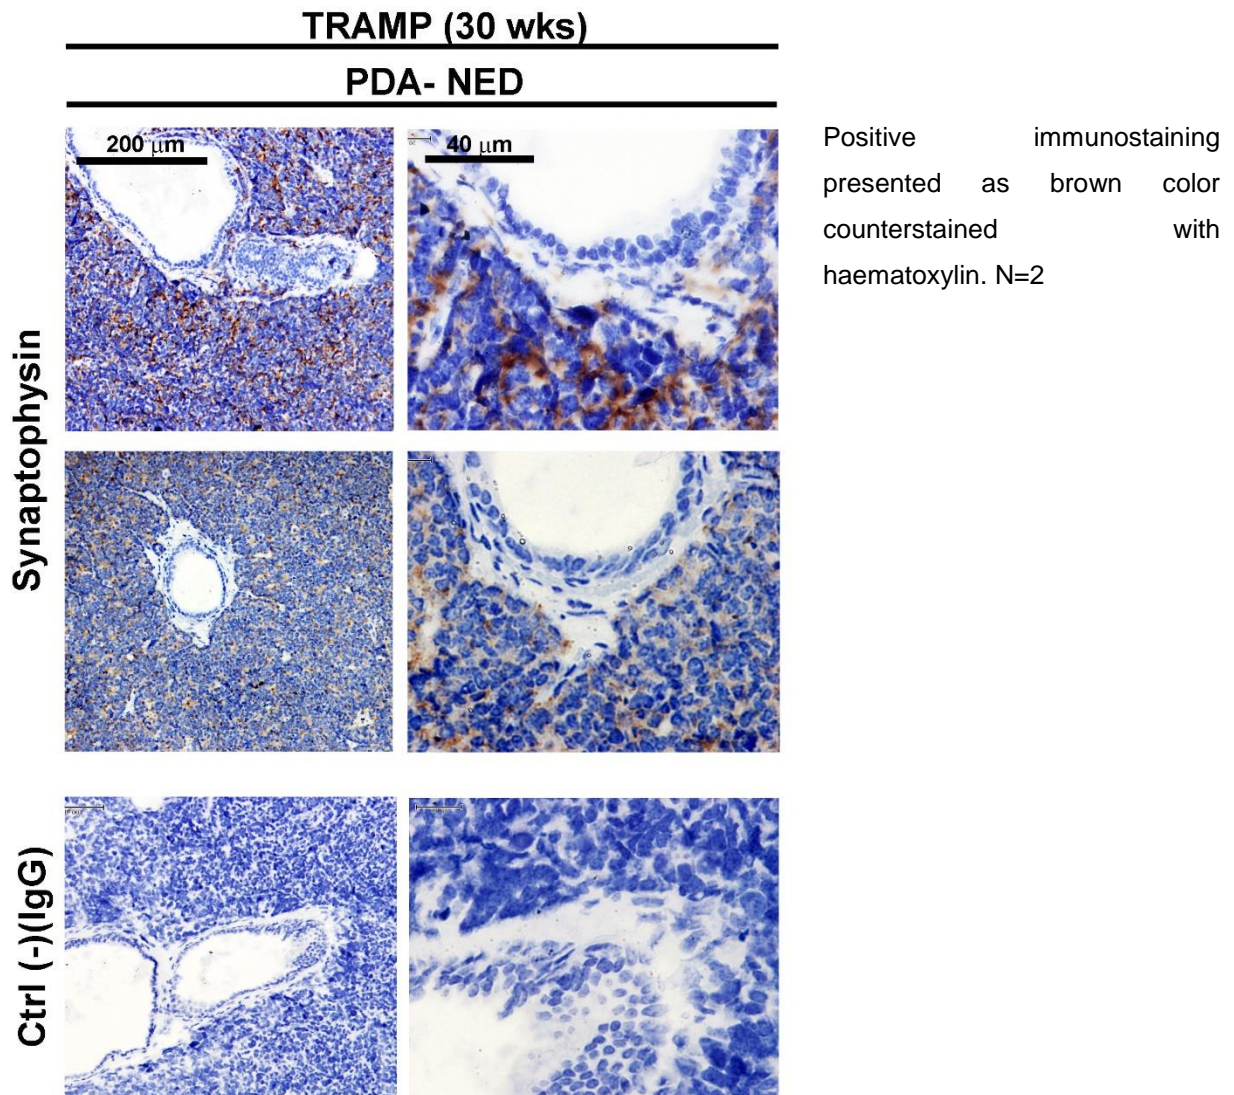 TRAMP (30 wks)
PDA- NED
200 μm
40 μm
Synaptophysin
Ctrl (-)(IgG)
Positive immunostaining
presented as brown color
counterstained with
haematoxylin. N=2